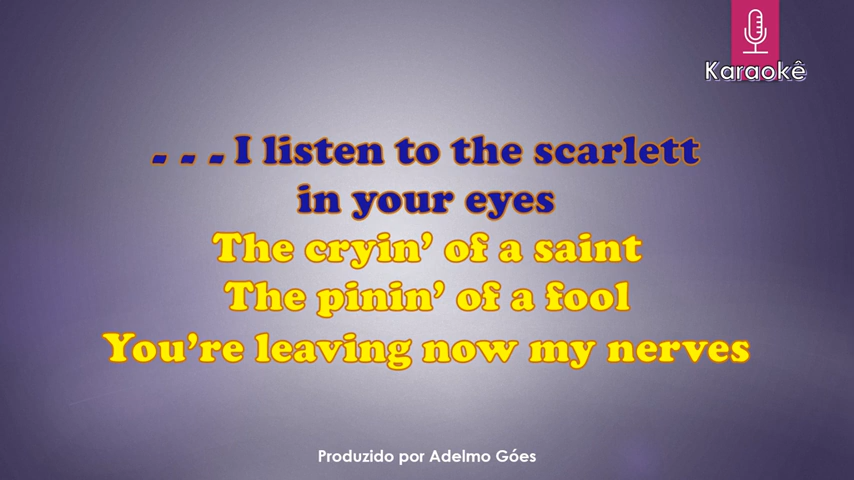 Karaokê
- - - I listen to the scarlett
in your eyes
The cryin’ of a saint
The pinin’ of a fool
You’re leaving now my nerves
Produzido por Adelmo Góes